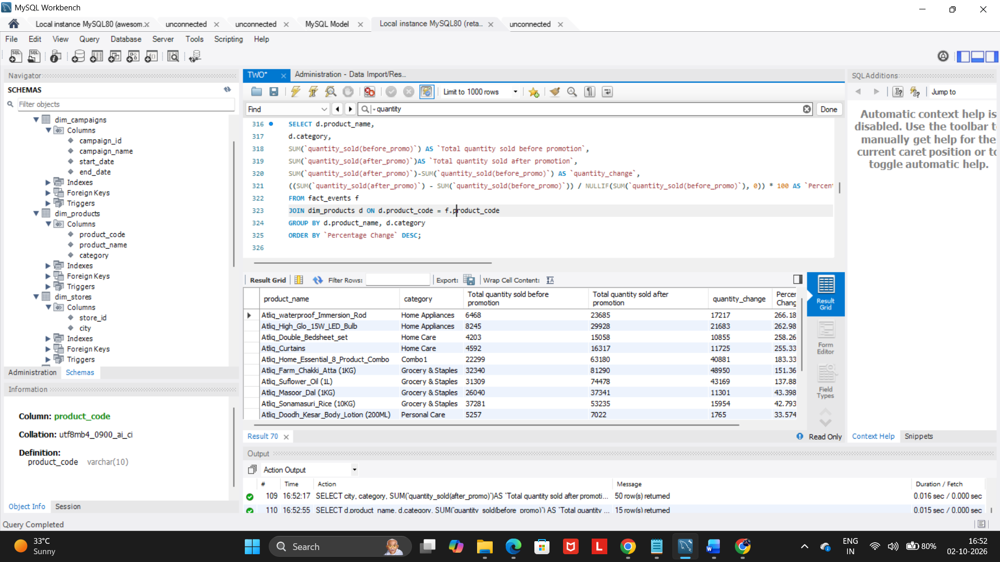 MySQL Workbench
Local instance MySQL80 (awesom... unconnected unconnected MySQL Model Local instance MySQL80 (reta... unconnected
File Edit View Query Database Server Tools Scripting Help
Navigator
SCHEMAS
Filter objects
dim_campaigns
Columns
campaign_id
campaign_name
start_date
end_date
Indexes
Foreign Keys
Triggers
dim_products
Columns
product_code
product_name
category
Indexes
Foreign Keys
Triggers
dim_stores
Columns
store_id
city
Indexes
Foreign Keys
Triggers
Administration Schemas
Information
Column: product_code
Collation: utf8mb4_0900_ai_ci
Definition:
product_code varchar(10)
Object Info Session
Query Completed
TWO* Administration - Data Import/Res...
Limit to 1000 rows
Find quantity Done
316 SELECT d.product_name,
317 d.category,
318 SUM(`quantity_sold(before_promo)`) AS `Total quantity sold before promotion`,
319 SUM(`quantity_sold(after_promo)`)AS `Total quantity sold after promotion`,
320 SUM(`quantity_sold(after_promo)`)-SUM(`quantity_sold(before_promo)`) AS `quantity_change`,
321 ((SUM(`quantity_sold(after_promo)`) - SUM(`quantity_sold(before_promo)`)) / NULLIF(SUM(`quantity_sold(before_promo)`), 0)) * 100 AS `Percent
322 FROM fact_events f
323 JOIN dim_products d ON d.product_code = f.product_code
324 GROUP BY d.product_name, d.category
325 ORDER BY `Percentage Change` DESC;
326
Result Grid Filter Rows: Export: Wrap Cell Content:
product_name category Total quantity sold before promotion Total quantity sold after promotion quantity_change Percer Chang
Atliq_waterproof_Immersion_Rod Home Appliances 6468 23685 17217 266.18
Atliq_High_Glo_15W_LED_Bulb Home Appliances 8245 29928 21683 262.98
Atliq_Double_Bedsheet_set Home Care 4203 15058 10855 258.26
Atliq_Curtains Home Care 4592 16317 11725 255.33
Atliq_Home_Essential_8_Product_Combo Combo1 22299 63180 40881 183.33
Atliq_Farm_Chakki_Atta (1KG) Grocery & Staples 32340 81290 48950 151.36
Atliq_Suflower_Oil (1L) Grocery & Staples 31309 74478 43169 137.88
Atliq_Masoor_Dal (1KG) Grocery & Staples 26040 37341 11301 43.398
Atliq_Sonamasuri_Rice (10KG) Grocery & Staples 37281 53235 15954 42.793
Atliq_Doodh_Kesar_Body_Lotion (200ML) Personal Care 5257 7022 1765 33.574
Result Grid
Form Editor
Field Types
Result 70 Read Only
Output
Action Output
# Time Action Message Duration / Fetch
109 16:52:17 SELECT city, category, SUM(`quantity_sold(after_promo)`)AS `Total quantity sold after promoti... 50 row(s) returned 0.016 sec / 0.000 sec
110 16:52:55 SELECT d.product_name, d.category, SUM(`quantity_sold(before_promo)`) AS `Total quantity ... 15 row(s) returned 0.015 sec / 0.000 sec
SQLAdditions
Jump to
Automatic context help is
disabled. Use the toolbar t
manually get help for the
current caret position or to
toggle automatic help.
Context Help Snippets
33°C
Sunny
Search
ENG
IN
80%
16:52
02-10-2026